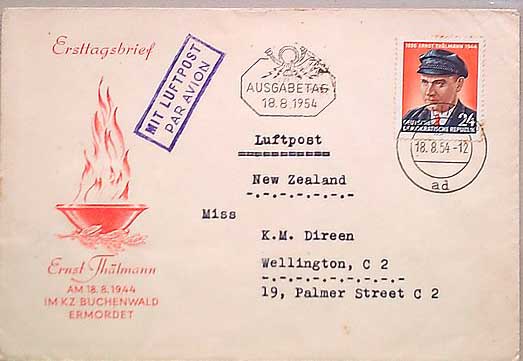 Ersttagsbrief
MIT LUFTPOST
PAR AVION
AUSGABETAG
18.8.1954
1886 ERNST THÄLMANN 1944
24
DEUTSCHE
DEMOKRATISCHE REPUBLIK
18.8.54-12
ad
Luftpost
New Zealand
Miss
K.M. Direen
Wellington, C 2
19, Palmer Street C 2
Ernst Thälmann
AM 18.8.1944
IM KZ BUCHENWALD
ERMORDET